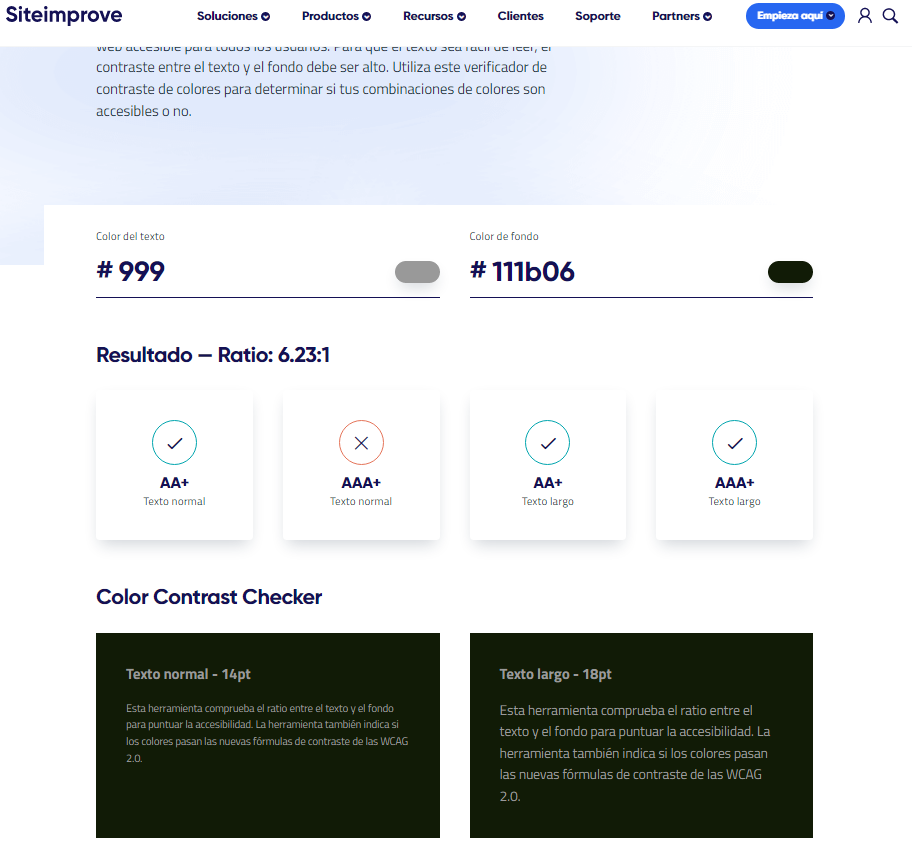 Siteimprove
Soluciones
Productos
Recursos
Clientes
Soporte
Partners
Empieza aquí
web accesible para todos los usuarios. Para que el texto sea fácil de leer, el
contraste entre el texto y el fondo debe ser alto. Utiliza este verificador de
contraste de colores para determinar si tus combinaciones de colores son
accesibles o no.
Color del texto
# 999
Color de fondo
# 111b06
Resultado — Ratio: 6.23:1
AA+
Texto normal
AAA+
Texto normal
AA+
Texto largo
AAA+
Texto largo
Color Contrast Checker
Texto normal - 14pt
Esta herramienta comprueba el ratio entre el texto y el fondo
para puntuar la accesibilidad. La herramienta también indica si
los colores pasan las nuevas fórmulas de contraste de las WCAG
2.0.
Texto largo - 18pt
Esta herramienta comprueba el ratio entre el
texto y el fondo para puntuar la accesibilidad. La
herramienta también indica si los colores pasan
las nuevas fórmulas de contraste de las WCAG
2.0.